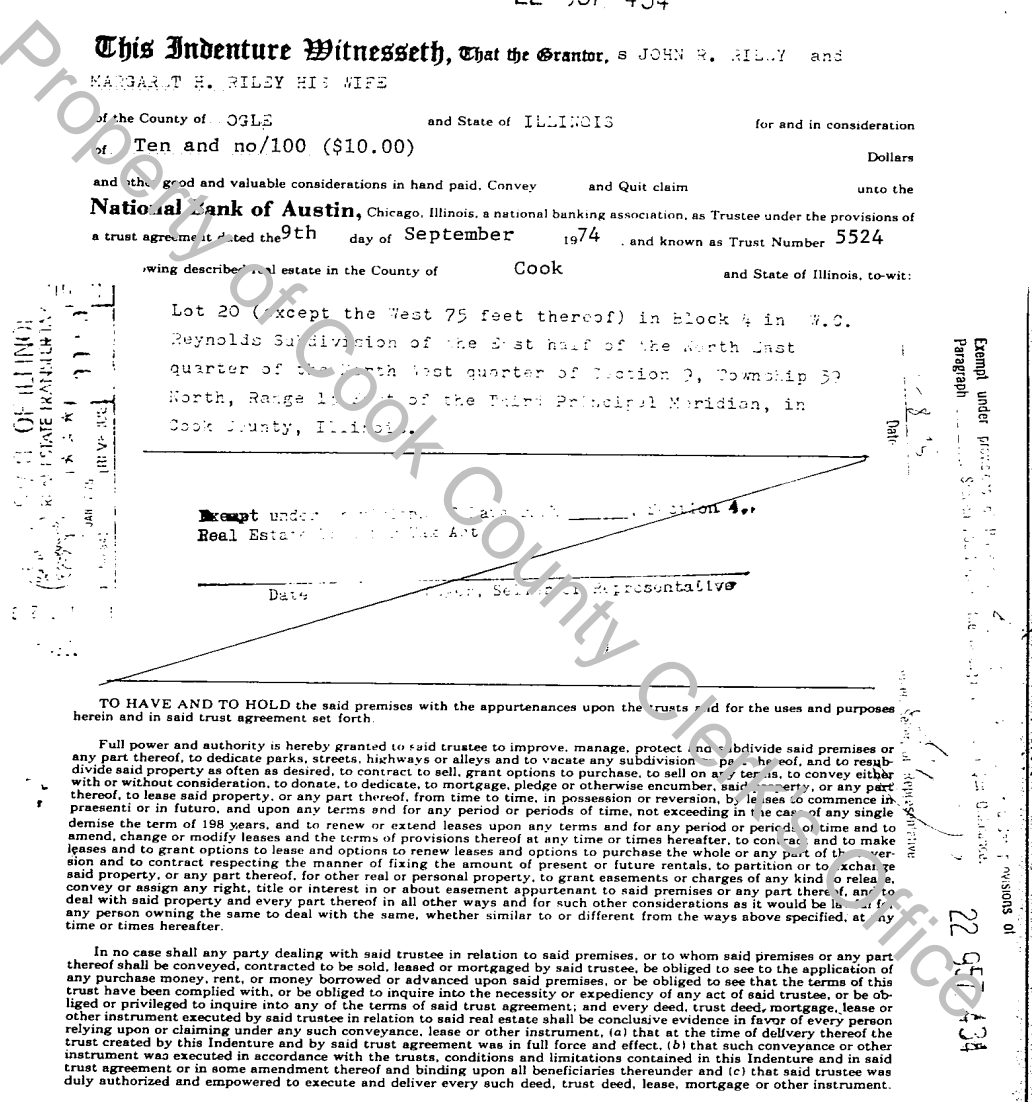 This Indenture Witnesseth, That the Grantor, s JOHN R. RILEY and
MARGARET H. RILEY HIS WIFE
of the County of OGLE and State of ILLINOIS for and in consideration
of Ten and no/100 ($10.00)
Dollars
and other good and valuable considerations in hand paid, Convey and Quit claim unto the
National Bank of Austin, Chicago, Illinois, a national banking association, as Trustee under the provisions of
a trust agreement dated the 9th day of September 1974 , and known as Trust Number 5524
wing described real estate in the County of Cook and State of Illinois, to-wit:
Lot 20 (except the West 75 feet thereof) in Block 4 in W.C.
Reynolds Subdivision of the East half of the North East
quarter of the North quarter of Section 9, Township 39
North, Range of the Third Principal Meridian, in
Cook County, Illinois.
Exempt under Section 4,
Real Estate Act
Date Seller or Representative
TO HAVE AND TO HOLD the said premises with the appurtenances upon the trusts and for the uses and purposes
herein and in said trust agreement set forth.
Full power and authority is hereby granted to said trustee to improve, manage, protect and subdivide said premises or
any part thereof, to dedicate parks, streets, highways or alleys and to vacate any subdivision or part thereof, and to resub-
divide said property as often as desired, to contract to sell, grant options to purchase, to sell on any terms, to convey either
with or without consideration, to donate, to dedicate, to mortgage, pledge or otherwise encumber, said property, or any part
thereof, to lease said property, or any part thereof, from time to time, in possession or reversion, by leases to commence in
praesenti or in futuro, and upon any terms and for any period or periods of time, not exceeding in the case of any single
demise the term of 198 years, and to renew or extend leases upon any terms and for any period or periods of time and to
amend, change or modify leases and the terms of provisions thereof at any time or times hereafter, to contract and to make
leases and to grant options to lease and options to renew leases and options to purchase the whole or any part of the rever-
sion and to contract respecting the manner of fixing the amount of present or future rentals, to partition or to exchange
said property, or any part thereof, for other real or personal property, to grant easements or charges of any kind to release,
convey or assign any right, title or interest in or about easement appurtenant to said premises or any part thereof, and to
deal with said property and every part thereof in all other ways and for such other considerations as it would be lawful for
any person owning the same to deal with the same, whether similar to or different from the ways above specified, at any
time or times hereafter.
In no case shall any party dealing with said trustee in relation to said premises, or to whom said premises or any part
thereof shall be conveyed, contracted to be sold, leased or mortgaged by said trustee, be obliged to see to the application of
any purchase money, rent, or money borrowed or advanced upon said premises, or be obliged to see that the terms of this
trust have been complied with, or be obliged to inquire into the necessity or expediency of any act of said trustee, or be ob-
liged or privileged to inquire into any of the terms of said trust agreement; and every deed, trust deed, mortgage, lease or
other instrument executed by said trustee in relation to said real estate shall be conclusive evidence in favor of every person
relying upon or claiming under any such conveyance, lease or other instrument, (a) that at the time of delivery thereof the
trust created by this Indenture and by said trust agreement was in full force and effect, (b) that such conveyance or other
instrument was executed in accordance with the trusts, conditions and limitations contained in this Indenture and in said
trust agreement or in some amendment thereof and binding upon all beneficiaries thereunder and (c) that said trustee was
duly authorized and empowered to execute and deliver every such deed, trust deed, lease, mortgage or other instrument.
Exempt under provisions of
Paragraph
Date
22 957 434
Property of Cook County Clerk's Office